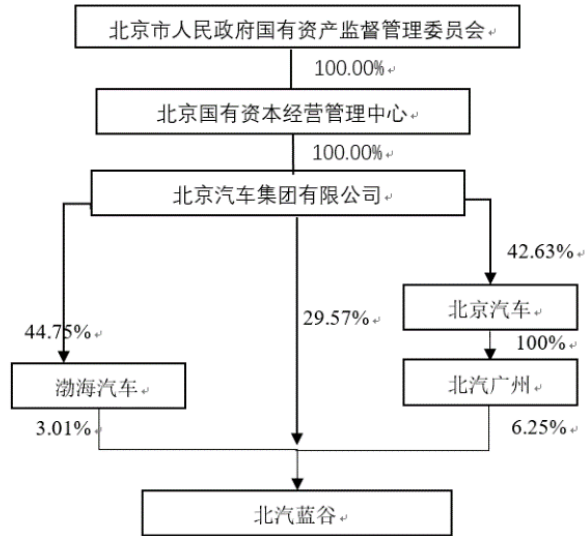 北京市人民政府国有资产监督管理委员会
100.00%
北京国有资本经营管理中心
100.00%
北京汽车集团有限公司
42.63%
29.57%
北京汽车
44.75%
100%
渤海汽车
北汽广州
3.01%
6.25%
北汽蓝谷